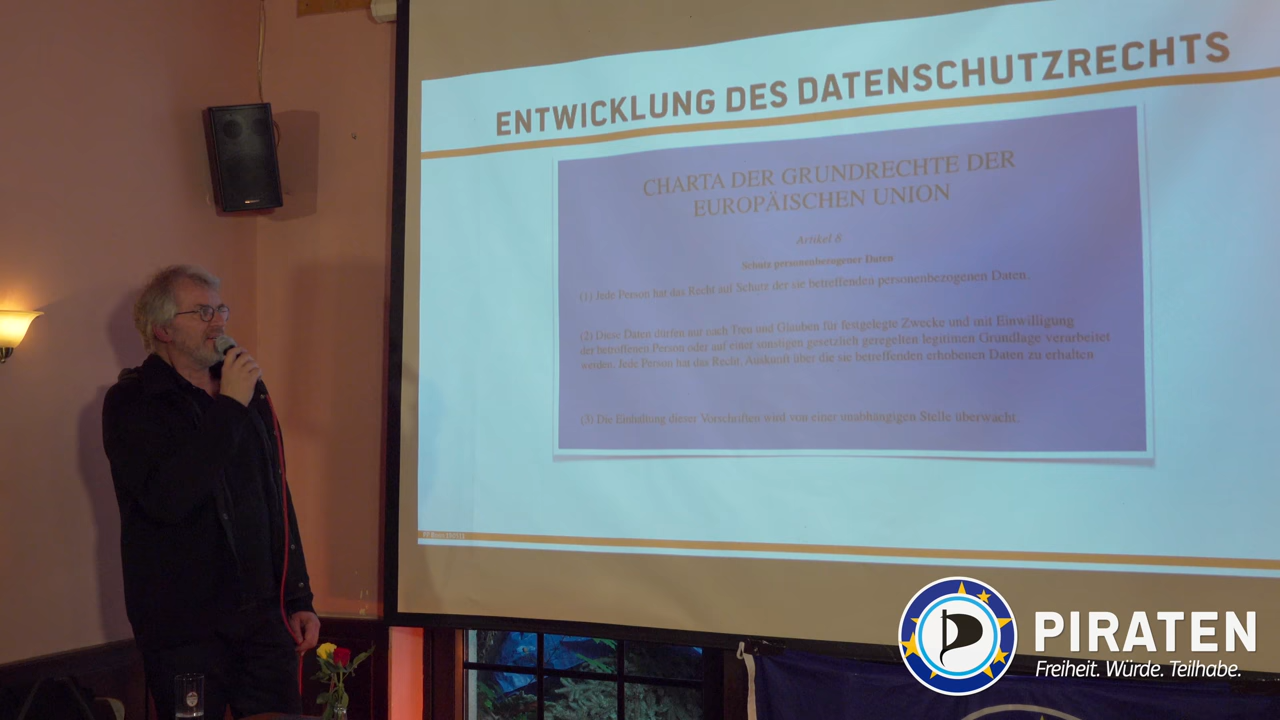 ENTWICKLUNG DES DATENSCHUTZRECHTS
CHARTA DER GRUNDRECHTE DER
EUROPÄISCHEN UNION
Artikel 8
Schutz personenbezogener Daten
(1) Jede Person hat das Recht auf Schutz der sie betreffenden personenbezogenen Daten.
(2) Diese Daten dürfen nur nach Treu und Glauben für festgelegte Zwecke und mit Einwilligung
der betroffenen Person oder auf einer sonstigen gesetzlich geregelten legitimen Grundlage verarbeitet
werden. Jede Person hat das Recht, Auskunft über die sie betreffenden erhobenen Daten zu erhalten
(3) Die Einhaltung dieser Vorschriften wird von einer unabhängigen Stelle überwacht.
PIRATEN
Freiheit. Würde. Teilhabe.